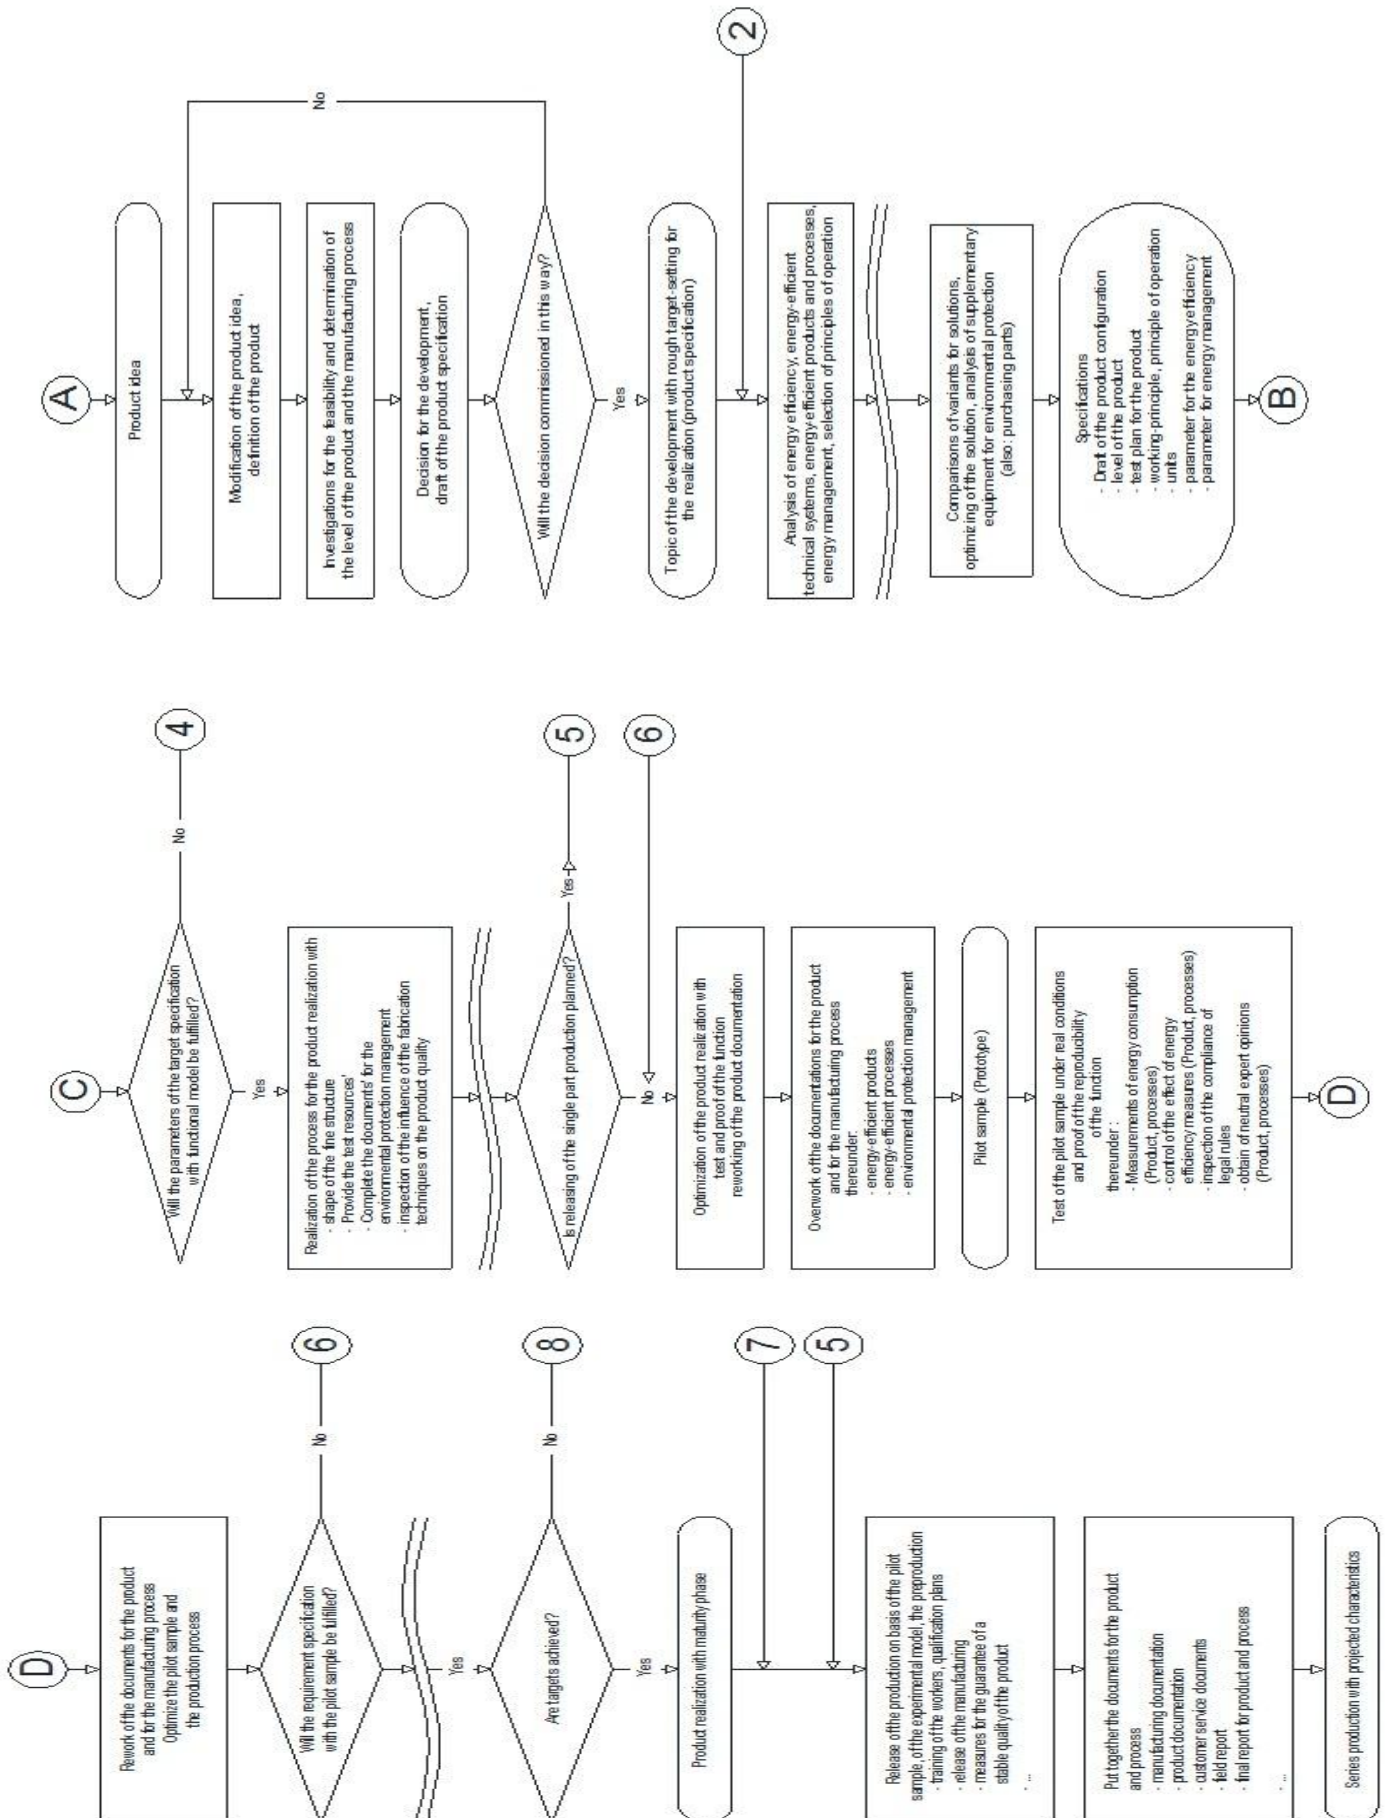 A
Product idea
Modification of the product idea,
definition of the product
Investigations for the feasibility and determination of
the level of the product and the manufacturing process
Decision for the development,
draft of the product specification
Will the decision commissioned in this way?
No
Yes
Topic of the development with rough target-setting for
the realization (product specification)
2
Analysis of energy efficiency, energy-efficient
technical systems, energy-efficient products and processes,
energy management, selection of principles of operation
Comparisons of variants for solutions,
optimizing of the solution, analysis of supplementary
equipment for environmental protection
(also: purchasing parts)
Specifications
- Draft of the product configuration
- level of the product
- test plan for the product
- working-principle, principle of operation
- units
- parameter for the energy efficiency
- parameter for energy management
B
C
Will the parameters of the target specification
with functional model be fulfilled?
No
4
Yes
Realization of the process for the product realization with
- shape of the fine structure
- Provide the test resources'
- Complete the documents' for the
environmental protection management
- inspection of the influence of the fabrication
techniques on the product quality
Is releasing of the single part production planned?
Yes
5
No
6
Optimization of the product realization with
test and proof of the function
reworking of the product documentation
Overwork of the documentations for the product
and for the manufacturing process
thereunder:
- energy-efficient products
- energy-efficient processes
- environmental protection management
Pilot sample (Prototype)
Test of the pilot sample under real conditions
and proof of the reproducibility
of the function
thereunder :
- Measurements of energy consumption
(Product, processes)
- control of the effect of energy
efficiency measures (Product, processes)
- inspection of the compliance of
legal rules
- obtain of neutral expert opinions
(Product, processes)
D
D
Rework of the documents for the product
and for the manufacturing process
Optimize the pilot sample and
the production process
Will the requirement specification
with the pilot sample be fulfilled?
No
6
Yes
Are targets achieved?
No
8
Yes
Product realization with maturity phase
7
5
Release of the production on basis of the pilot
sample, of the experimental model, the preproduction
- training of the workers, qualification plans
- release of the manufacturing
- measures for the guarantee of a
stable quality of the product
- ...
Put together the documents for the product
and process
- manufacturing documentation
- product documentation
- customer service documents
- field report
- final report for product and process
- ...
Series production with projected characteristics